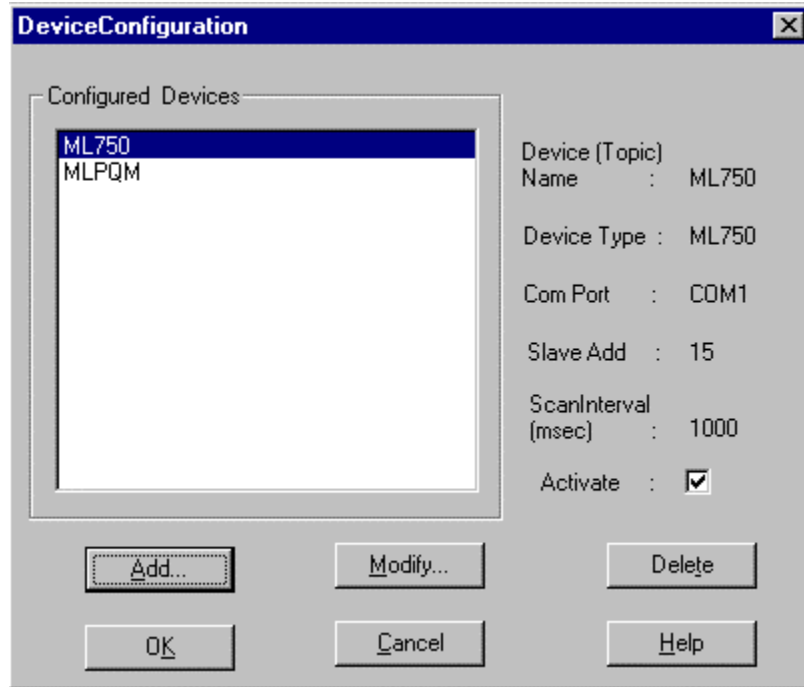 DeviceConfiguration
Configured Devices
ML750
MLPQM
Device (Topic)
Name : ML750
Device Type : ML750
Com Port : COM1
Slave Add : 15
ScanInterval
(msec) : 1000
Activate :
Add... Modify... Delete
OK Cancel Help